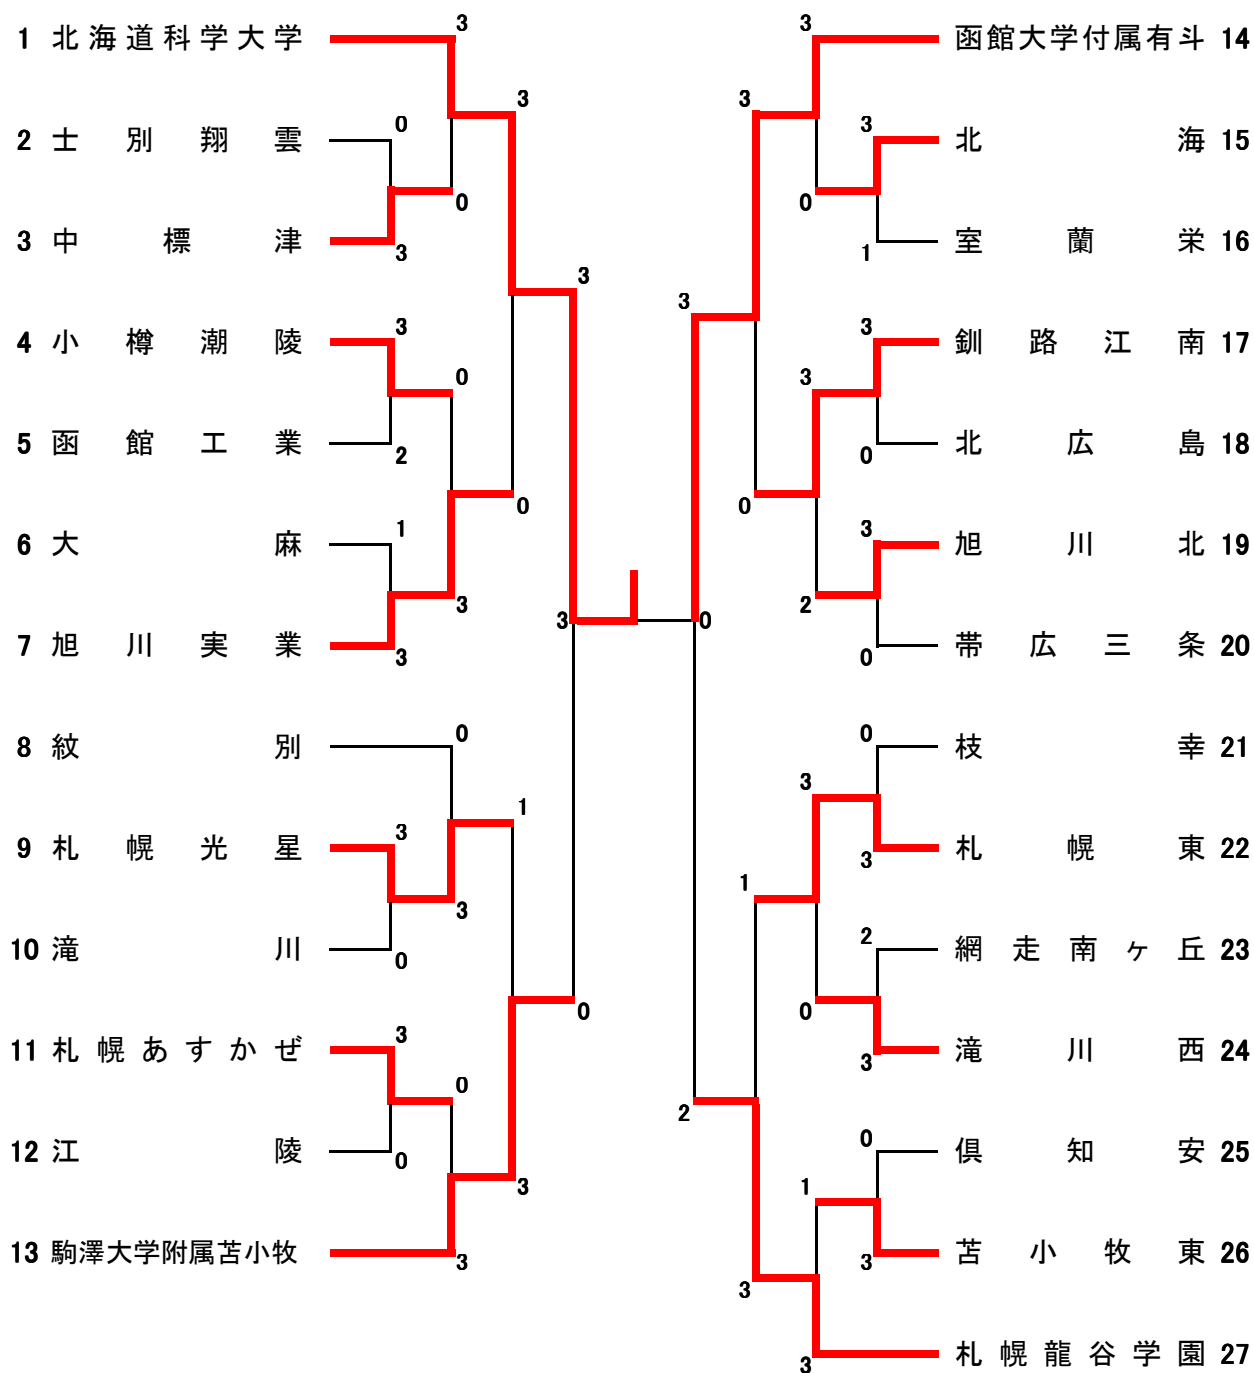 1 北海道科学大学
2 士別翔雲
3 中標津
4 小樽潮陵
5 函館工業
6 大麻
7 旭川実業
8 紋別
9 札幌光星
10 滝川
11 札幌あすかぜ
12 江陵
13 駒澤大学附属苫小牧
3
0
3
0
3
3
3
0
2
0
1
3
3
0
3
0
1
3
0
3
3
0
0
0
3
3
3
0
3
3
3
0
1
3
3
3
0
0
3
2
0
0
3
3
1
2
0
3
2
0
1
3
3
3
函館大学付属有斗 14
北海 15
室蘭栄 16
釧路江南 17
北広島 18
旭川北 19
帯広三条 20
枝幸 21
札幌東 22
網走南ヶ丘 23
滝川西 24
倶知安 25
苫小牧東 26
札幌龍谷学園 27